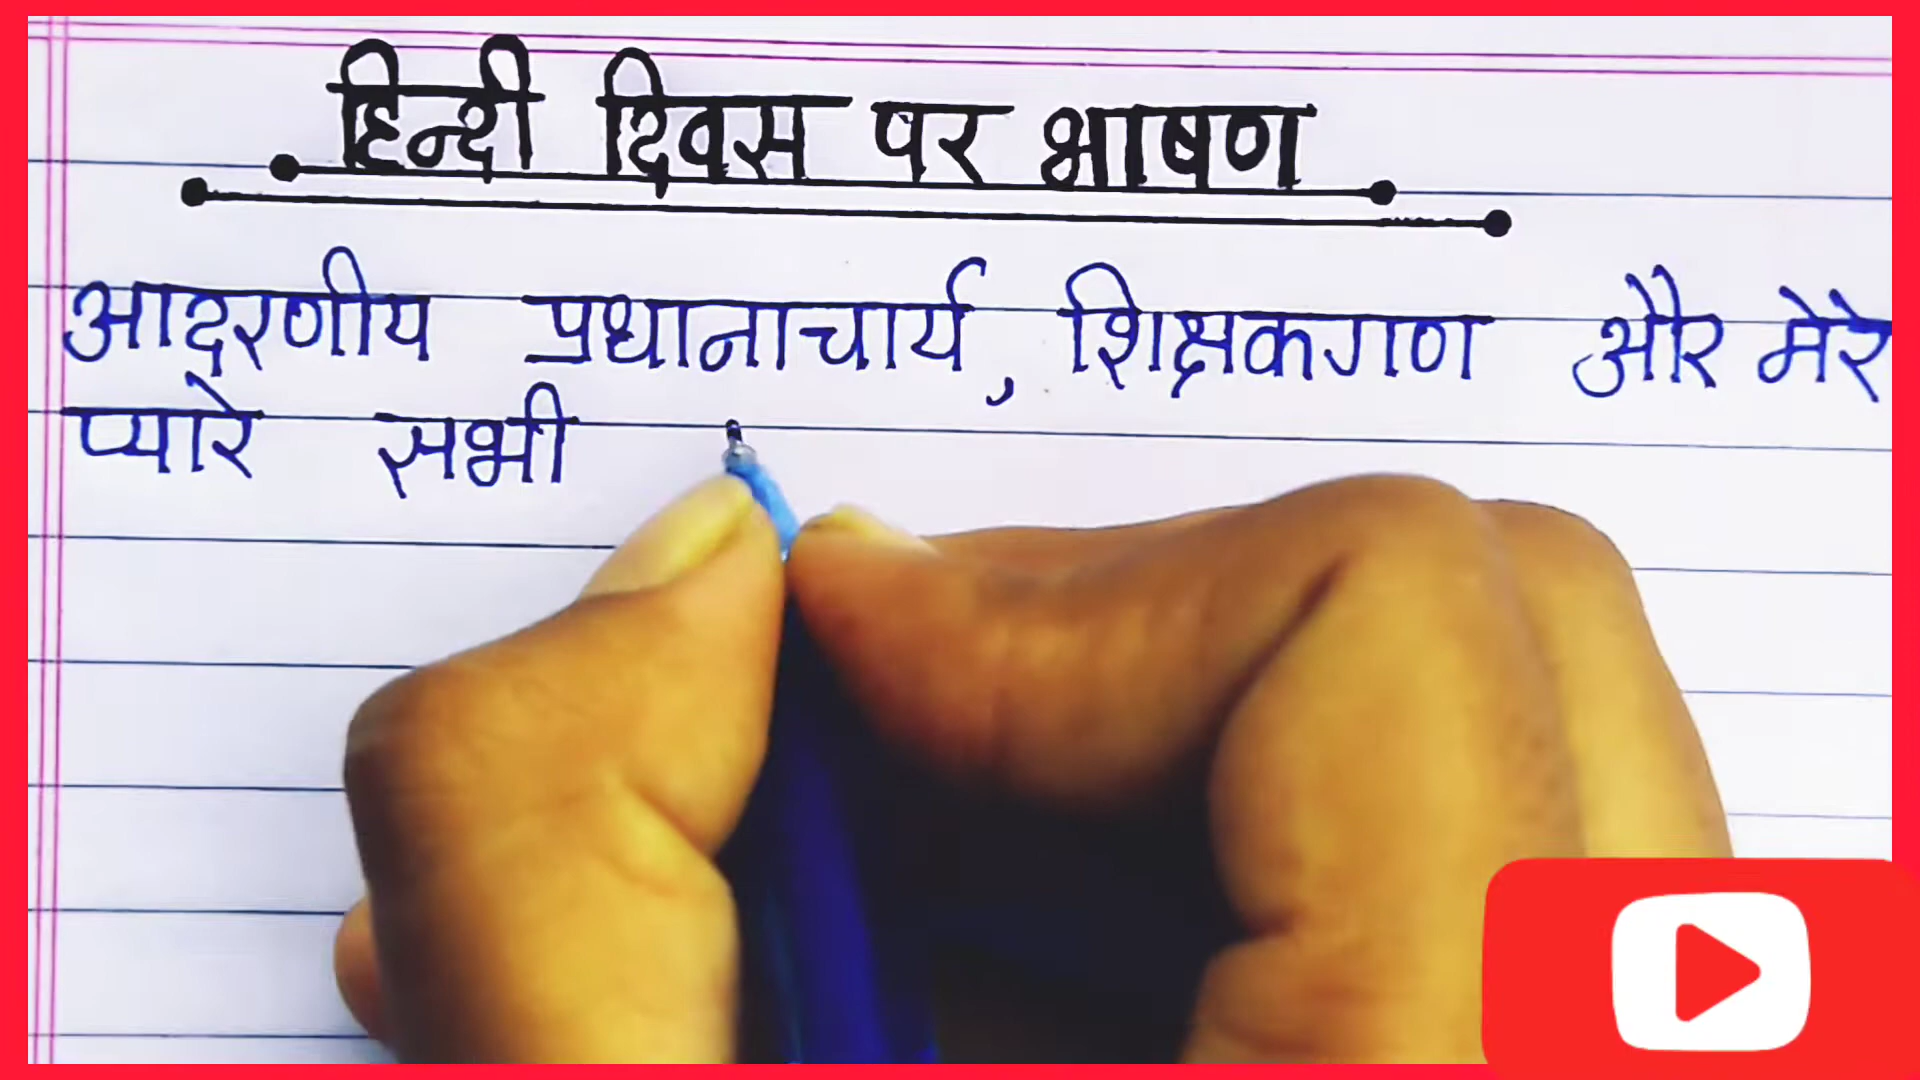 हिन्दी दिवस पर भाषण
आदरणीय प्रधानाचार्य, शिक्षकगण और मेरे
प्यारे सभी